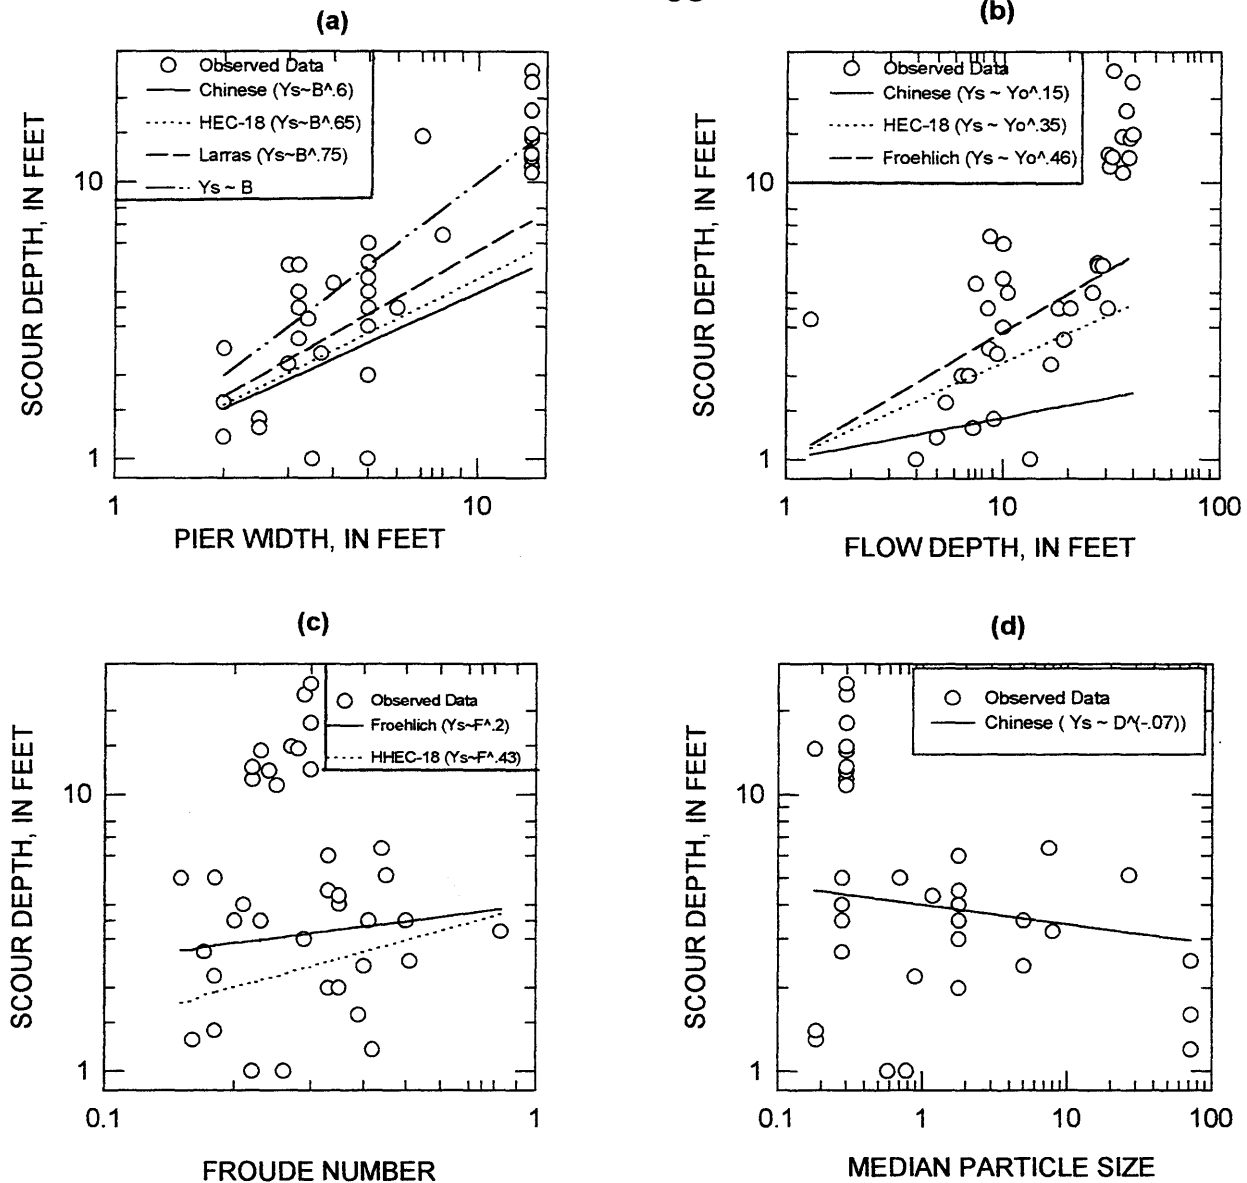 (a)
Observed Data
Chinese (Ys~B^.6)
HEC-18 (Ys~B^.65)
Larras (Ys~B^.75)
Ys ~ B
10
1
SCOUR DEPTH, IN FEET
1
10
PIER WIDTH, IN FEET
(b)
Observed Data
Chinese (Ys ~ Yo^.15)
HEC-18 (Ys ~ Yo^.35)
Froehlich (Ys ~ Yo^.46)
10
1
SCOUR DEPTH, IN FEET
1
10
100
FLOW DEPTH, IN FEET
(c)
Observed Data
Froehlich (Ys~F^.2)
HHEC-18 (Ys~F^.43)
10
1
SCOUR DEPTH, IN FEET
0.1
1
FROUDE NUMBER
(d)
Observed Data
Chinese ( Ys ~ D^(-.07))
10
1
SCOUR DEPTH, IN FEET
0.1
1
10
100
MEDIAN PARTICLE SIZE